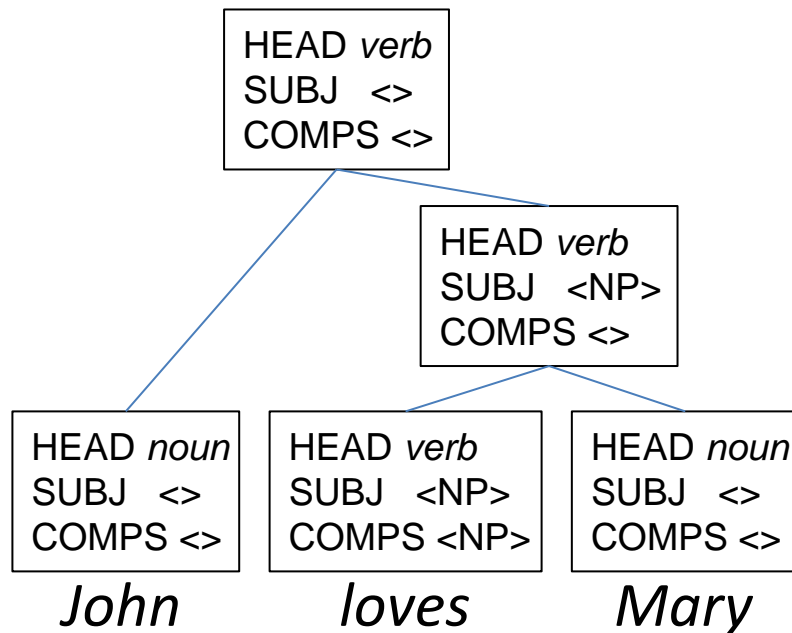 HEAD verb
SUBJ <>
COMPS <>
HEAD verb
SUBJ <NP>
COMPS <>
HEAD noun
SUBJ <>
COMPS <>
HEAD verb
SUBJ <NP>
COMPS <NP>
HEAD noun
SUBJ <>
COMPS <>
John loves Mary